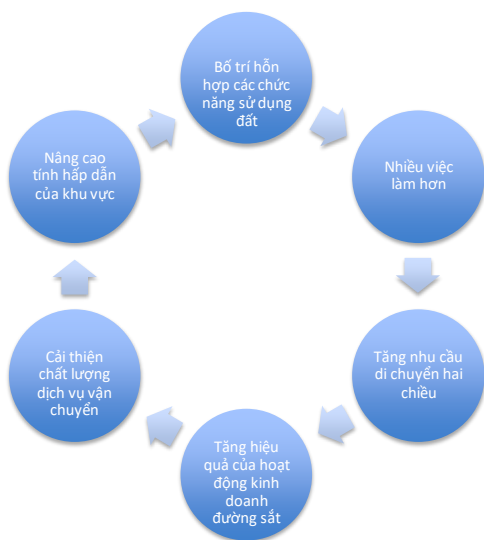 Bố trí hỗn
hợp các chức
năng sử dụng
đất
Nhiều việc
làm hơn
Tăng nhu cầu
di chuyển hai
chiều
Tăng hiệu
quả của hoạt
động kinh
doanh
đường sắt
Cải thiện
chất lượng
dịch vụ vận
chuyển
Nâng cao
tính hấp dẫn
của khu vực